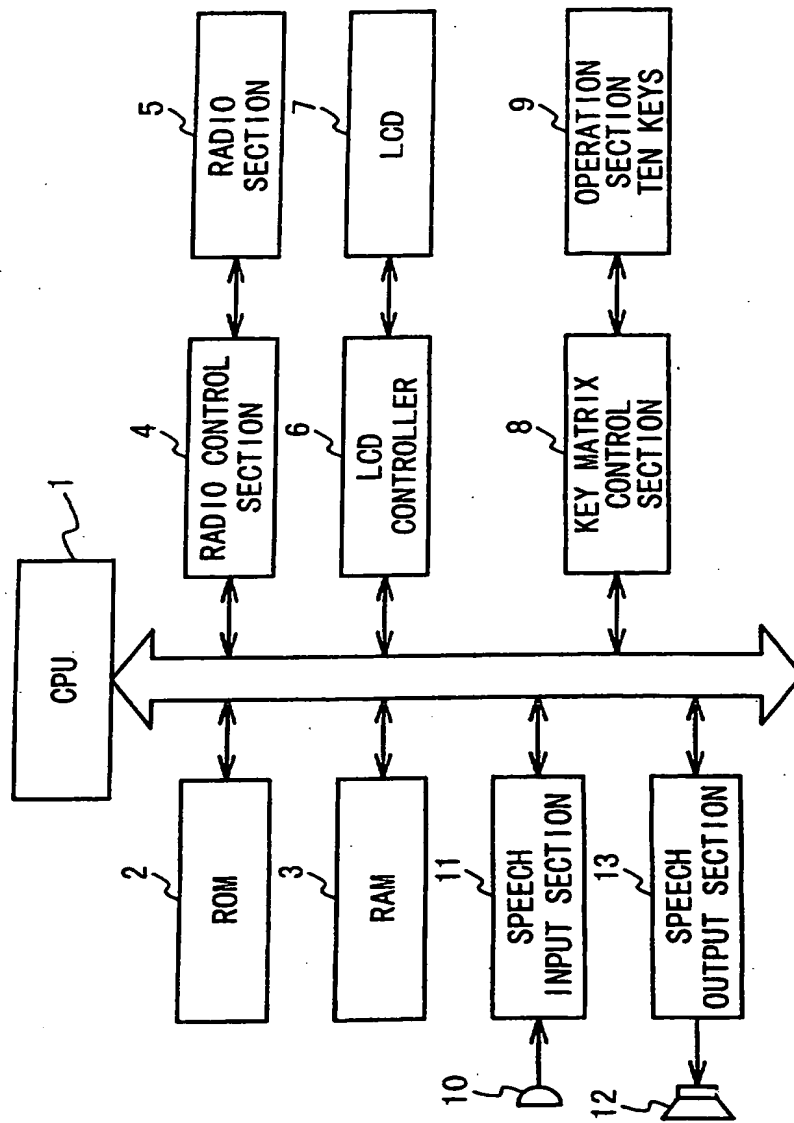 1
CPU
2
ROM
3
RAM
11
SPEECH
INPUT SECTION
10
13
SPEECH
OUTPUT SECTION
12
4
RADIO CONTROL
SECTION
5
RADIO
SECTION
6
LCD
CONTROLLER
7
LCD
8
KEY MATRIX
CONTROL
SECTION
9
OPERATION
SECTION
TEN KEYS